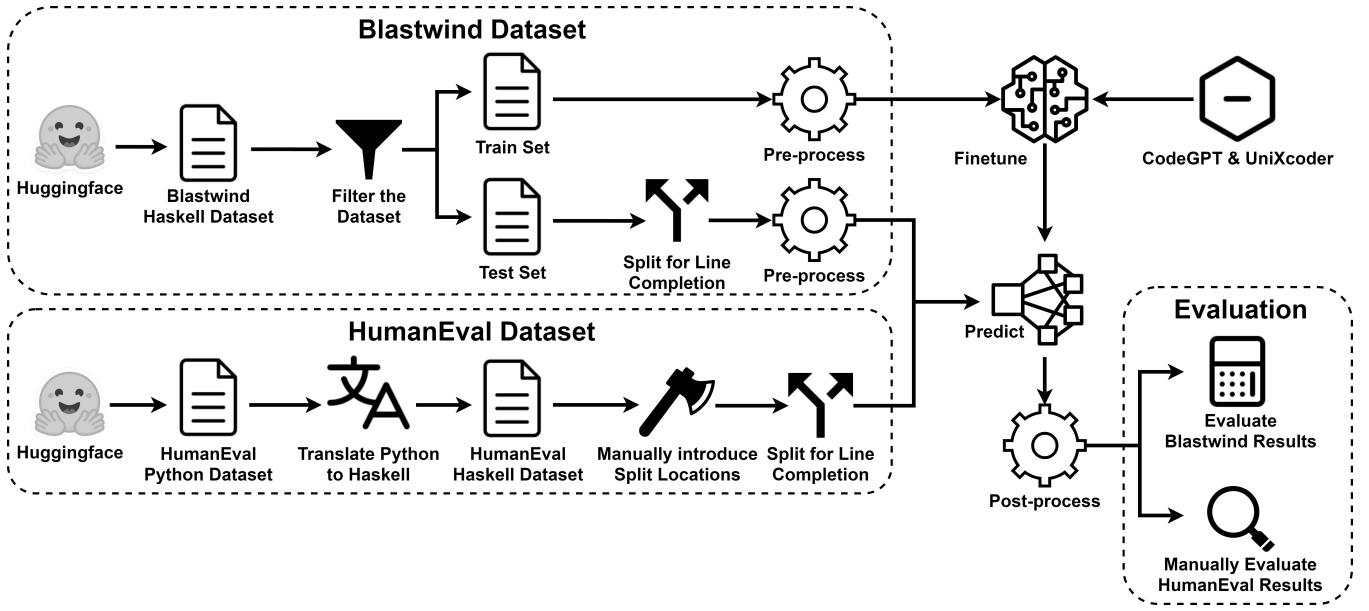 Blastwind Dataset
Huggingface
Blastwind
Haskell Dataset
Filter the
Dataset
Train Set
Pre-process
Test Set
Split for Line
Completion
Pre-process
Finetune
CodeGPT & UniXcoder
HumanEval Dataset
Huggingface
HumanEval
Python Dataset
Translate Python
to Haskell
HumanEval
Haskell Dataset
Manually introduce
Split Locations
Split for Line
Completion
Predict
Post-process
Evaluation
Evaluate
Blastwind Results
Manually Evaluate
HumanEval Results
文A